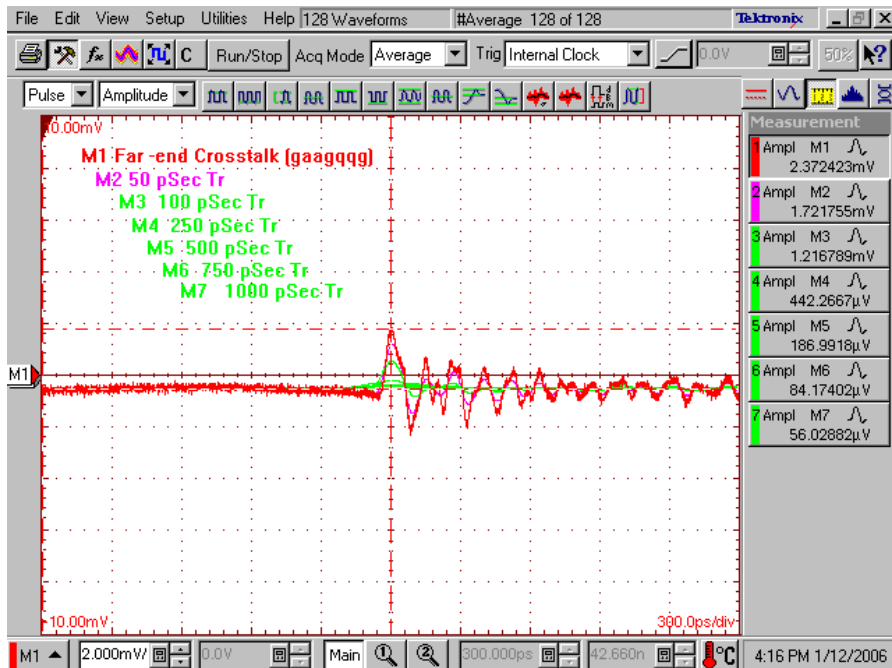 File Edit View Setup Utilities Help 128 Waveforms #Average 128 of 128 Tektronix
C Run/Stop Acq Mode Average Trig Internal Clock 0.0V 50%
Pulse Amplitude
10.00mV
M1 Far -end Crosstalk (gaagqqg)
M2 50 pSec Tr
M3 100 pSec Tr
M4 250 pSec Tr
M5 500 pSec Tr
M6 750 pSec Tr
M7 1000 pSec Tr
M1
10.00mV
300.0ps/div
Measurement
1 Ampl M1
2.372423mV
2 Ampl M2
1.721755mV
3 Ampl M3
1.216789mV
4 Ampl M4
442.2667µV
5 Ampl M5
186.9918µV
6 Ampl M6
84.17402µV
7 Ampl M7
56.02882µV
M1 2.000mV/ 0.0V Main 1 2 300.000ps 42.660n °C 4:16 PM 1/12/2006